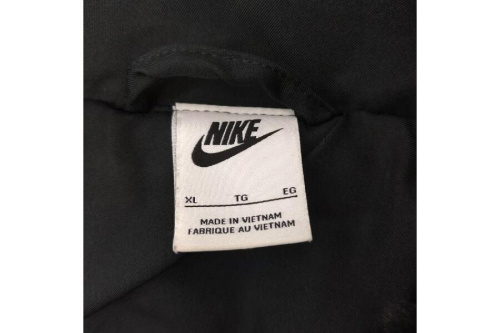 NIKE
XL TG EG
MADE IN VIETNAM
FABRIQUE AU VIETNAM